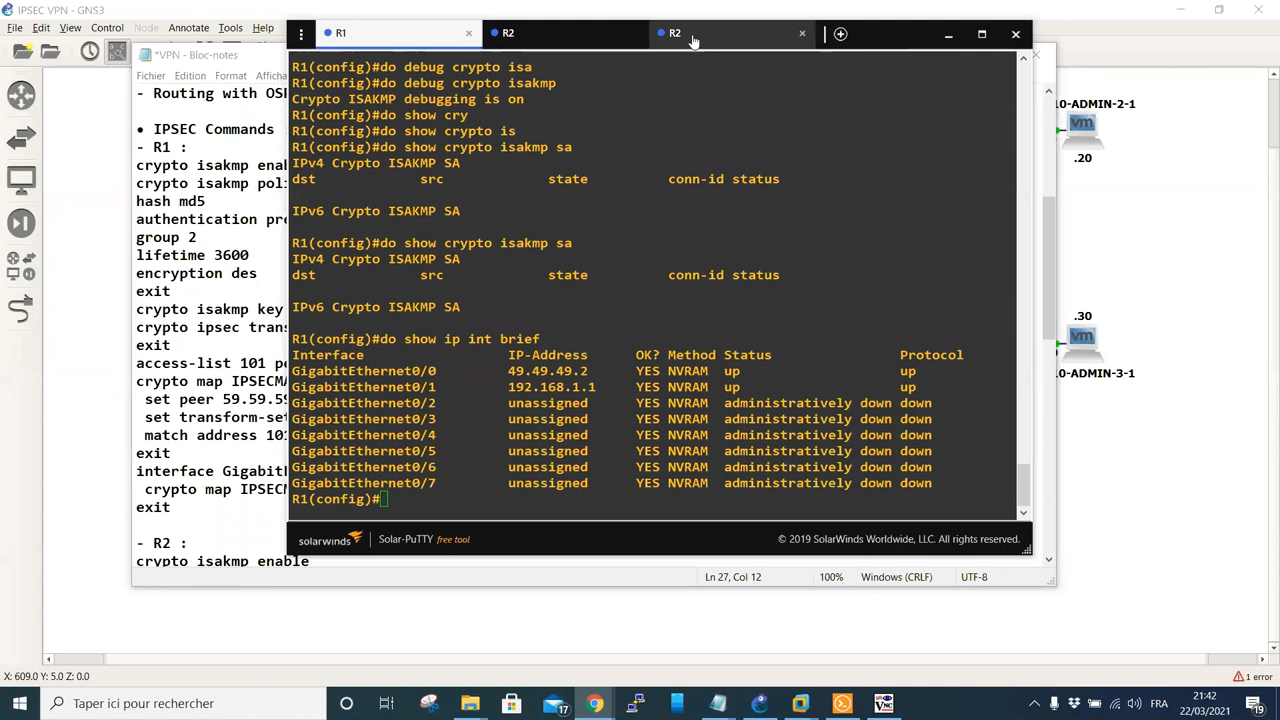 IPSEC VPN - GNS3
File Edit View Control Annotate Tools Help
*VPN - Bloc-notes
Fichier Edition Format Affichage
- Routing with OS
• IPSEC Commands
- R1 :
crypto isakmp ena
crypto isakmp pol
hash md5
authentication pr
group 2
lifetime 3600
encryption des
exit
crypto isakmp key
crypto ipsec tran
exit
access-list 101 p
crypto map IPSECM
set peer 59.59.5
set transform-set
match address 101
exit
interface Gigabit
crypto map IPSECM
exit
- R2 :
crypto isakmp enable
Ln 27, Col 12 100% Windows (CRLF) UTF-8
R1 R2 R2
R1(config)#do debug crypto isa
R1(config)#do debug crypto isakmp
Crypto ISAKMP debugging is on
R1(config)#do show cry
R1(config)#do show crypto is
R1(config)#do show crypto isakmp sa
IPv4 Crypto ISAKMP SA
dst src state conn-id status
IPv6 Crypto ISAKMP SA
R1(config)#do show crypto isakmp sa
IPv4 Crypto ISAKMP SA
dst src state conn-id status
IPv6 Crypto ISAKMP SA
R1(config)#do show ip int brief
Interface IP-Address OK? Method Status Protocol
GigabitEthernet0/0 49.49.49.2 YES NVRAM up up
GigabitEthernet0/1 192.168.1.1 YES NVRAM up up
GigabitEthernet0/2 unassigned YES NVRAM administratively down down
GigabitEthernet0/3 unassigned YES NVRAM administratively down down
GigabitEthernet0/4 unassigned YES NVRAM administratively down down
GigabitEthernet0/5 unassigned YES NVRAM administratively down down
GigabitEthernet0/6 unassigned YES NVRAM administratively down down
GigabitEthernet0/7 unassigned YES NVRAM administratively down down
R1(config)#
solarwinds Solar-PuTTY free tool © 2019 SolarWinds Worldwide, LLC. All rights reserved.
10-ADMIN-2-1
.20
.30
10-ADMIN-3-1
X: 609.0 Y: 5.0 Z: 0.0 1 error
Taper ici pour rechercher 17 FRA 21:42
22/03/2021 19